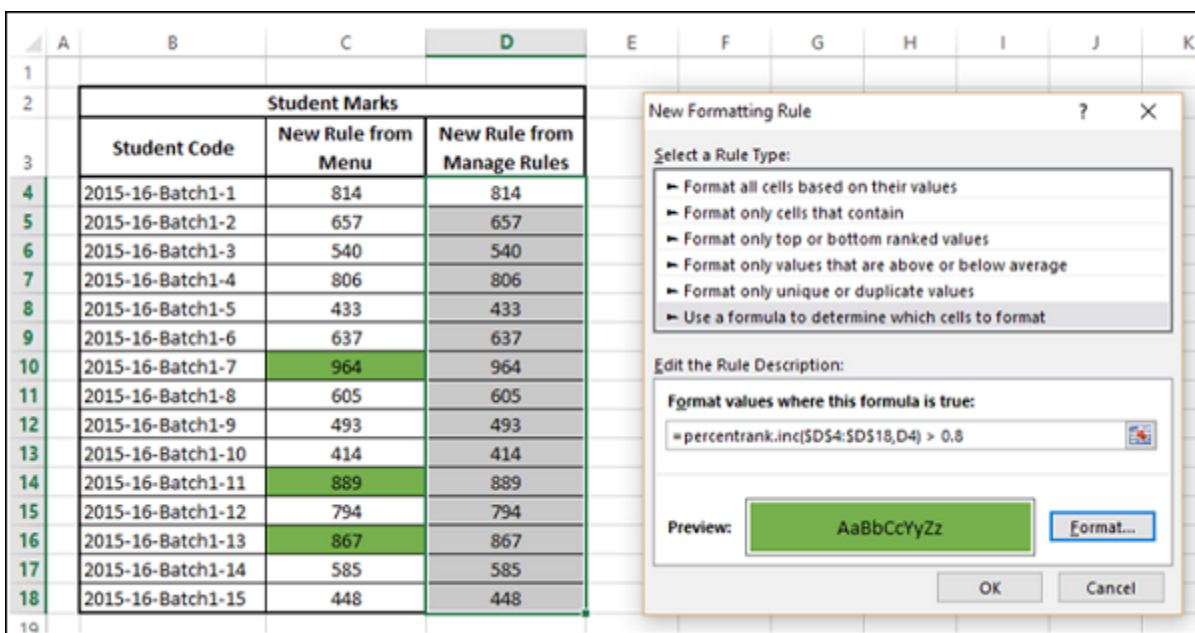 A B C D E F G H I J K
1
2 Student Marks
3 Student Code New Rule from Menu New Rule from Manage Rules
4 2015-16-Batch1-1 814 814
5 2015-16-Batch1-2 657 657
6 2015-16-Batch1-3 540 540
7 2015-16-Batch1-4 806 806
8 2015-16-Batch1-5 433 433
9 2015-16-Batch1-6 637 637
10 2015-16-Batch1-7 964 964
11 2015-16-Batch1-8 605 605
12 2015-16-Batch1-9 493 493
13 2015-16-Batch1-10 414 414
14 2015-16-Batch1-11 889 889
15 2015-16-Batch1-12 794 794
16 2015-16-Batch1-13 867 867
17 2015-16-Batch1-14 585 585
18 2015-16-Batch1-15 448 448
19
New Formatting Rule ? ×
Select a Rule Type:
► Format all cells based on their values
► Format only cells that contain
► Format only top or bottom ranked values
► Format only values that are above or below average
► Format only unique or duplicate values
► Use a formula to determine which cells to format
Edit the Rule Description:
Format values where this formula is true:
=percentrank.inc($D$4:$D$18,D4) > 0.8
Preview: AaBbCcYyZz Format...
OK Cancel